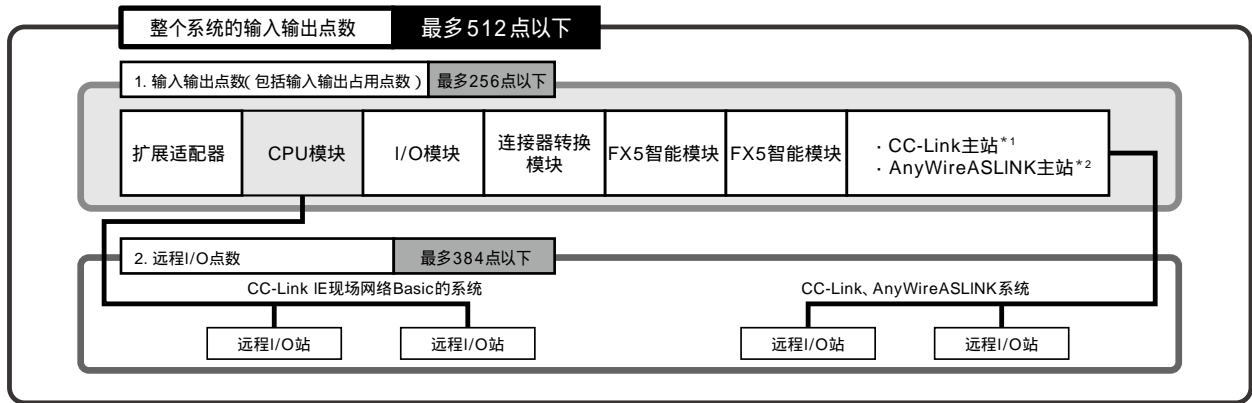 整个系统的输入输出点数 最多512点以下
1. 输入输出点数(包括输入输出占用点数) 最多256点以下
扩展适配器
CPU模块
I/O模块
连接器转换
模块
FX5智能模块
FX5智能模块
· CC-Link主站*1
· AnyWireASLINK主站*2
2. 远程I/O点数 最多384点以下
CC-Link IE现场网络Basic的系统
CC-Link、AnyWireASLINK系统
远程I/O站
远程I/O站
远程I/O站
远程I/O站